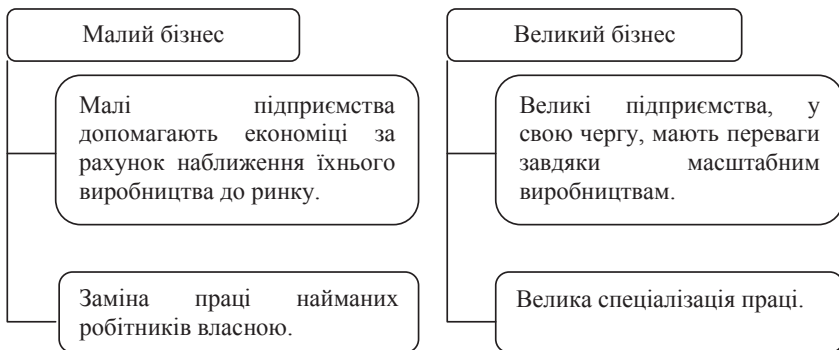 Малий бізнес
Малі підприємства
допомагають економіці за
рахунок наближення їхнього
виробництва до ринку.
Заміна праці найманих
робітників власною.
Великий бізнес
Великі підприємства, у
свою чергу, мають переваги
завдяки масштабним
виробництвам.
Велика спеціалізація праці.